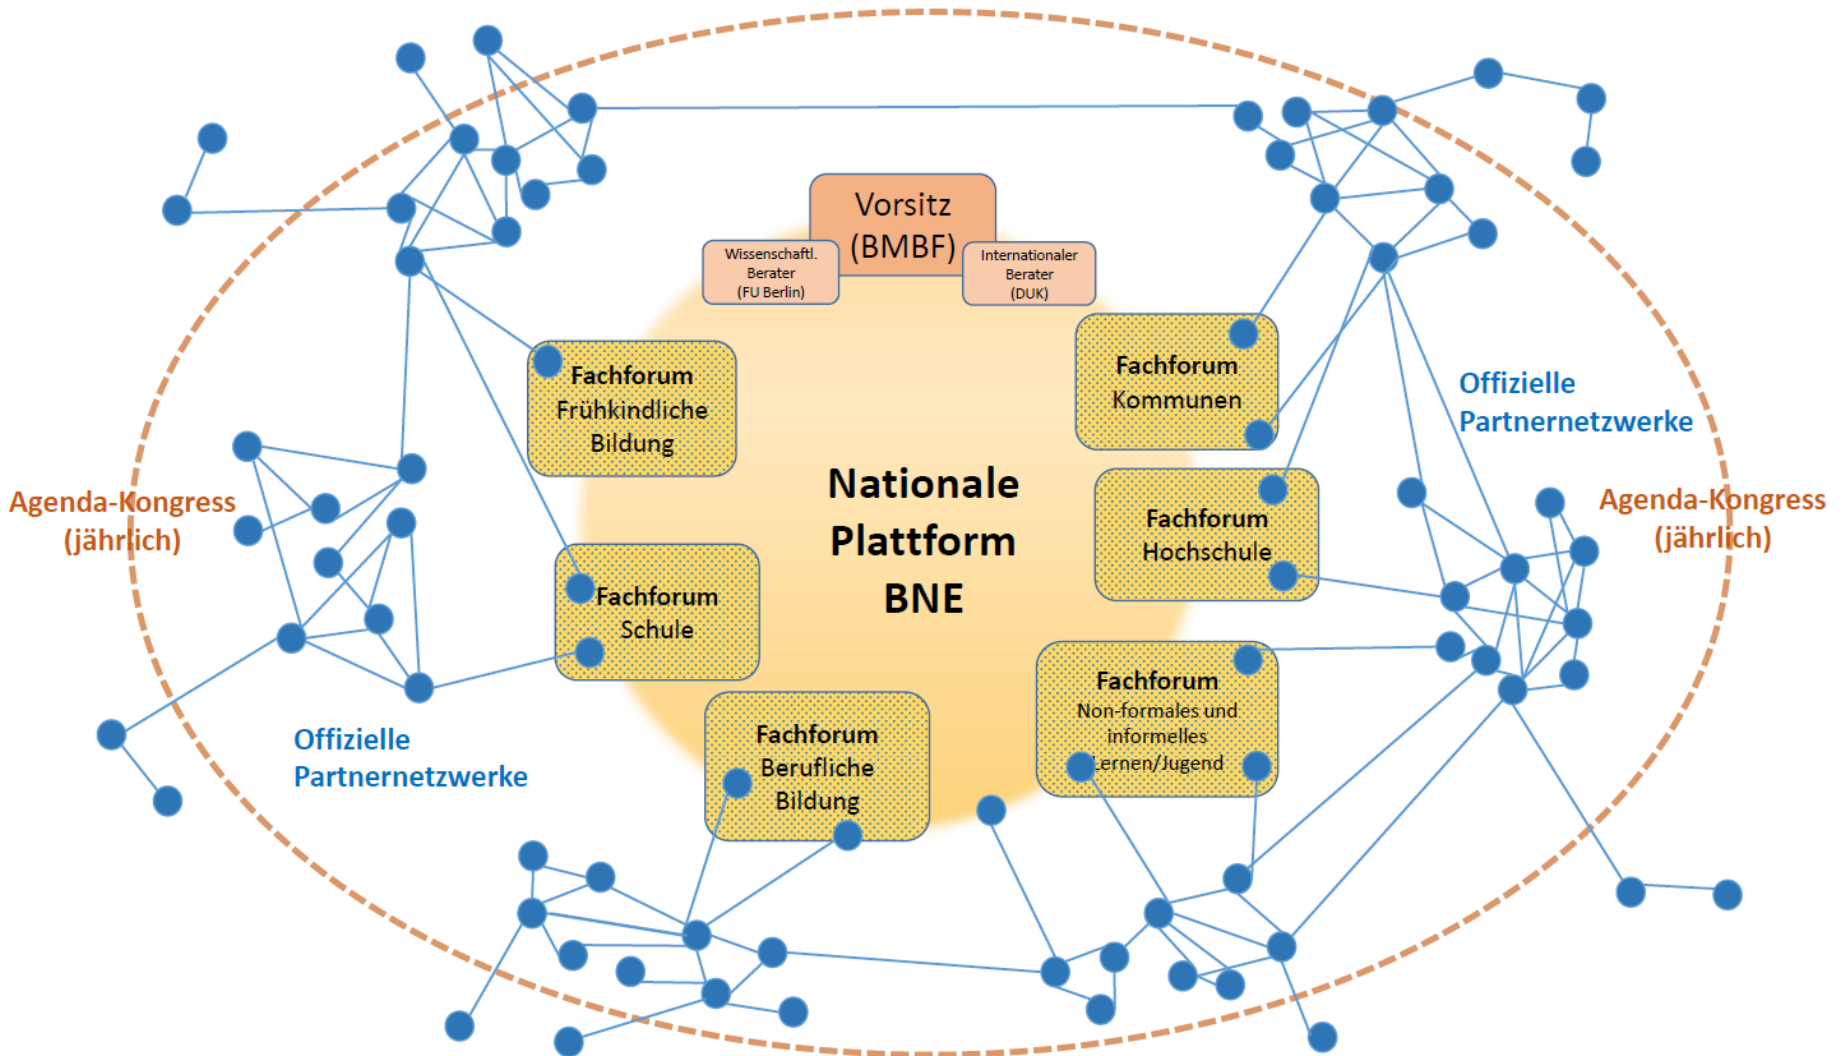 Vorsitz
(BMBF)
Wissenschaftl.
Berater
(FU Berlin)
Internationaler
Berater
(DUK)
Fachforum
Frühkindliche
Bildung
Fachforum
Kommunen
Offizielle
Partnernetzwerke
Agenda-Kongress
(jährlich)
Nationale
Plattform
BNE
Fachforum
Hochschule
Agenda-Kongress
(jährlich)
Fachforum
Schule
Fachforum
Non-formales und
informelles
Lernen/Jugend
Offizielle
Partnernetzwerke
Fachforum
Berufliche
Bildung